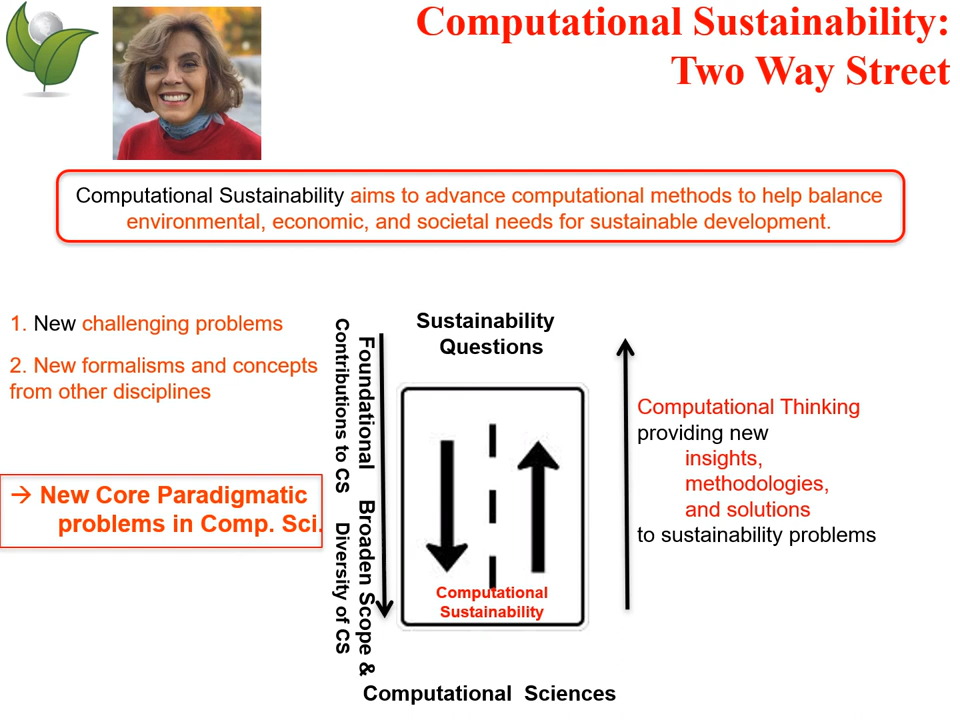 Computational Sustainability:
Two Way Street
Computational Sustainability aims to advance computational methods to help balance
environmental, economic, and societal needs for sustainable development.
1. New challenging problems
2. New formalisms and concepts
from other disciplines
→ New Core Paradigmatic
problems in Comp. Sci.
Foundational Broaden Scope &
Contributions to CS Diversity of CS
Sustainability
Questions
Computational
Sustainability
Computational Thinking
providing new
insights,
methodologies,
and solutions
to sustainability problems
Computational Sciences